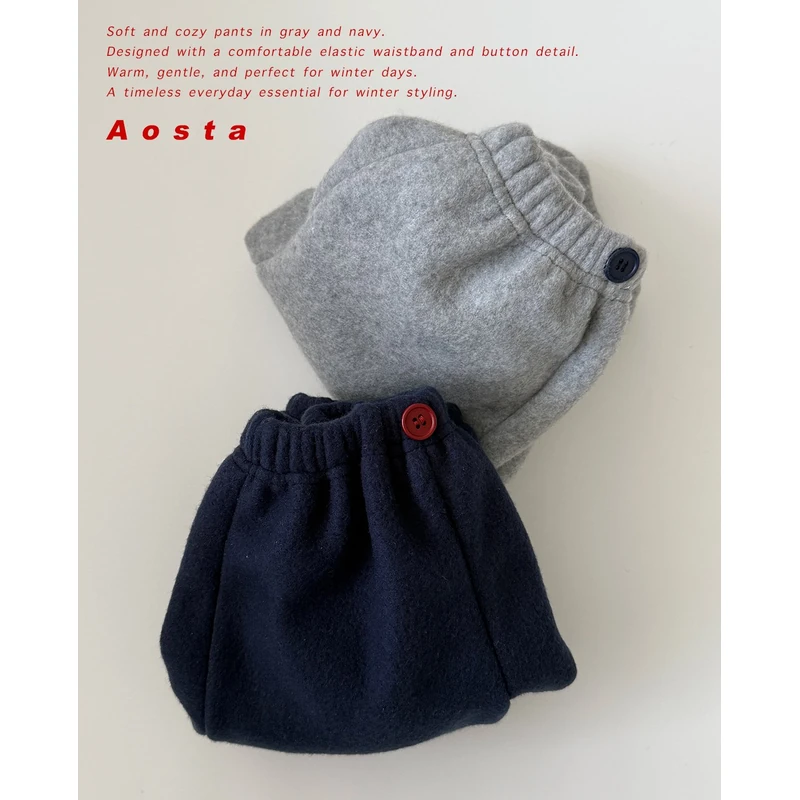 Soft and cozy pants in gray and navy.
Designed with a comfortable elastic waistband and button detail.
Warm, gentle, and perfect for winter days.
A timeless everyday essential for winter styling.
Aosta